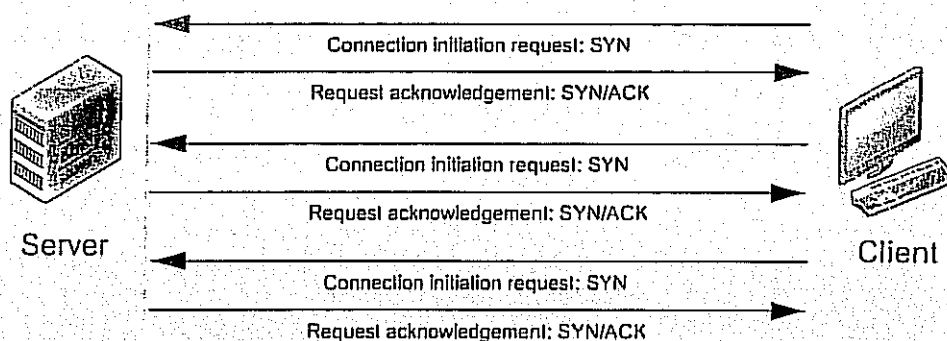 Connection initiation request: SYN
Request acknowledgement: SYN/ACK
Connection initiation request: SYN
Request acknowledgement: SYN/ACK
Server
Client
Connection initiation request: SYN
Request acknowledgement: SYN/ACK